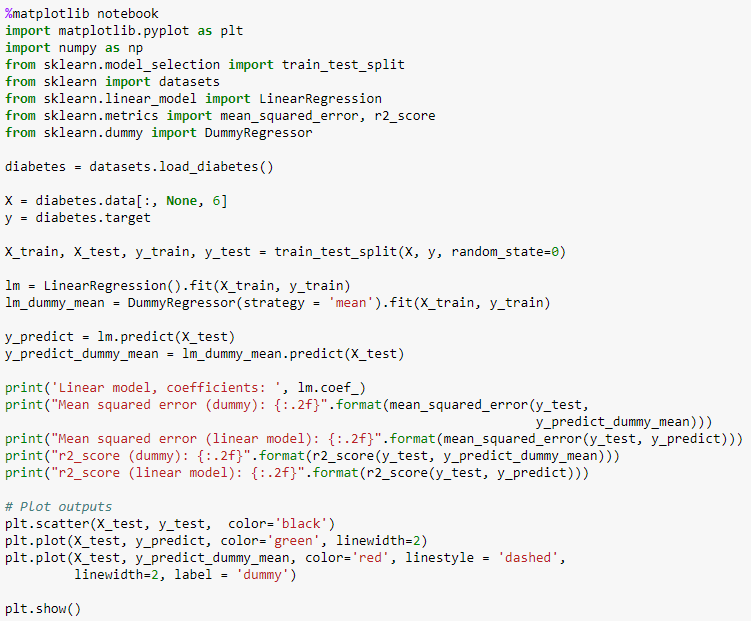 %matplotlib notebook
import matplotlib.pyplot as plt
import numpy as np
from sklearn.model_selection import train_test_split
from sklearn import datasets
from sklearn.linear_model import LinearRegression
from sklearn.metrics import mean_squared_error, r2_score
from sklearn.dummy import DummyRegressor

diabetes = datasets.load_diabetes()

X = diabetes.data[:, None, 6]
y = diabetes.target

X_train, X_test, y_train, y_test = train_test_split(X, y, random_state=0)

lm = LinearRegression().fit(X_train, y_train)
lm_dummy_mean = DummyRegressor(strategy = 'mean').fit(X_train, y_train)

y_predict = lm.predict(X_test)
y_predict_dummy_mean = lm_dummy_mean.predict(X_test)

print('Linear model, coefficients: ', lm.coef_)
print("Mean squared error (dummy): {:.2f}".format(mean_squared_error(y_test,
                                                                     y_predict_dummy_mean)))
print("Mean squared error (linear model): {:.2f}".format(mean_squared_error(y_test, y_predict)))
print("r2_score (dummy): {:.2f}".format(r2_score(y_test, y_predict_dummy_mean)))
print("r2_score (linear model): {:.2f}".format(r2_score(y_test, y_predict)))

# Plot outputs
plt.scatter(X_test, y_test,  color='black')
plt.plot(X_test, y_predict, color='green', linewidth=2)
plt.plot(X_test, y_predict_dummy_mean, color='red', linestyle = 'dashed',
         linewidth=2, label = 'dummy')

plt.show()